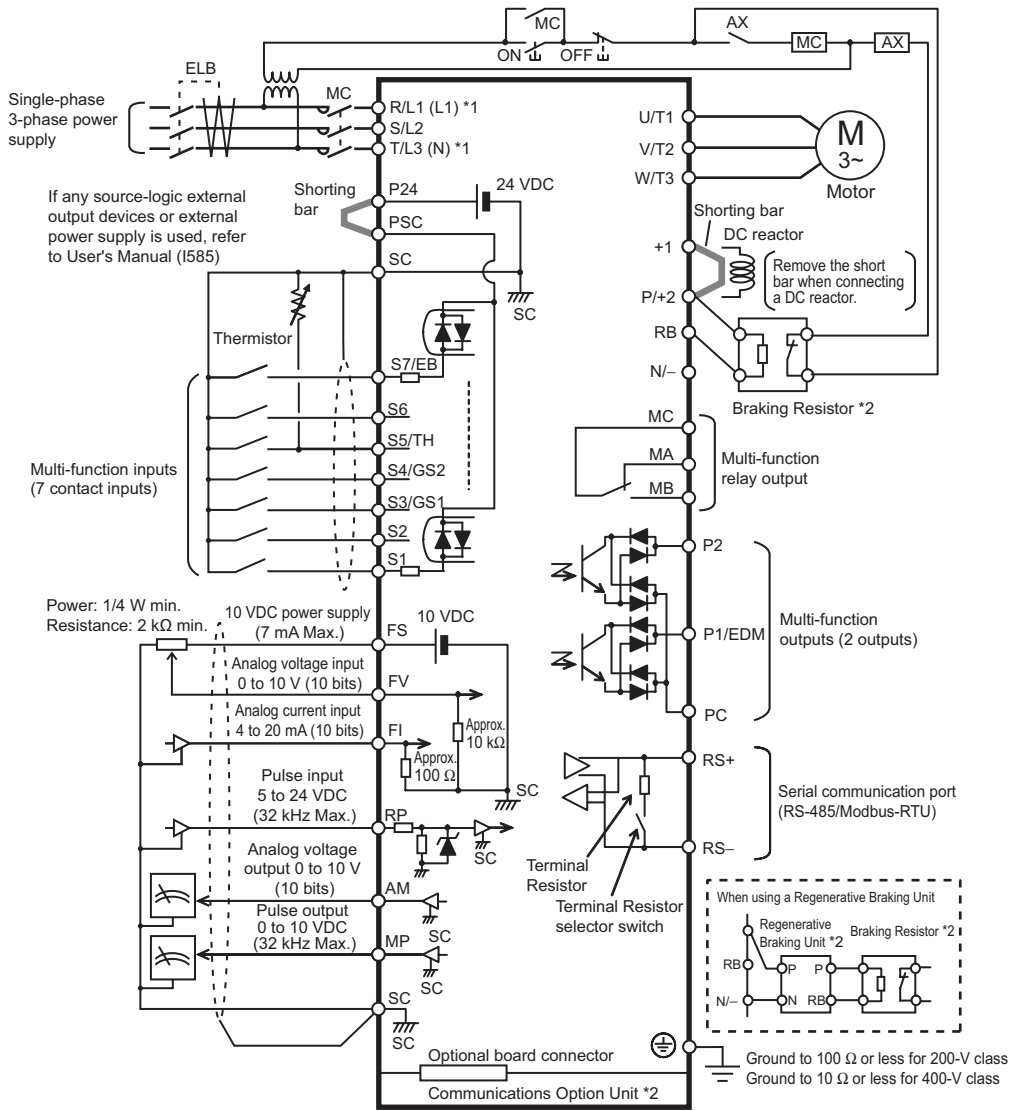 MC
AX
ON
OFF
MC
AX
ELB
Single-phase
3-phase power
supply
MC
R/L1 (L1) *1
S/L2
T/L3 (N) *1
U/T1
V/T2
W/T3
M
3~
Motor
If any source-logic external
output devices or external
power supply is used, refer
to User's Manual (I585)
Shorting
bar
P24
24 VDC
PSC
SC
SC
Shorting bar
DC reactor
+1
Remove the short
bar when connecting
a DC reactor.
P/+2
RB
N/–
Braking Resistor *2
Thermistor
S7/EB
S6
S5/TH
S4/GS2
S3/GS1
S2
S1
Multi-function inputs
(7 contact inputs)
MC
MA
MB
Multi-function
relay output
P2
P1/EDM
PC
Multi-function
outputs (2 outputs)
Power: 1/4 W min.
Resistance: 2 kΩ min.
10 VDC power supply
(7 mA Max.)
FS
10 VDC
Analog voltage input
0 to 10 V (10 bits)
FV
Approx.
10 kΩ
Analog current input
4 to 20 mA (10 bits)
FI
Approx.
100 Ω
SC
Pulse input
5 to 24 VDC
(32 kHz Max.)
RP
SC
Analog voltage
output 0 to 10 V
(10 bits)
AM
SC
Pulse output
0 to 10 VDC
(32 kHz Max.)
MP
SC
SC
SC
RS+
RS–
Serial communication port
(RS-485/Modbus-RTU)
Terminal
Resistor
Terminal Resistor
selector switch
When using a Regenerative Braking Unit
Regenerative
Braking Unit *2
Braking Resistor *2
RB
P
P
N/–
N
RB
Optional board connector
Communications Option Unit *2
Ground to 100 Ω or less for 200-V class
Ground to 10 Ω or less for 400-V class